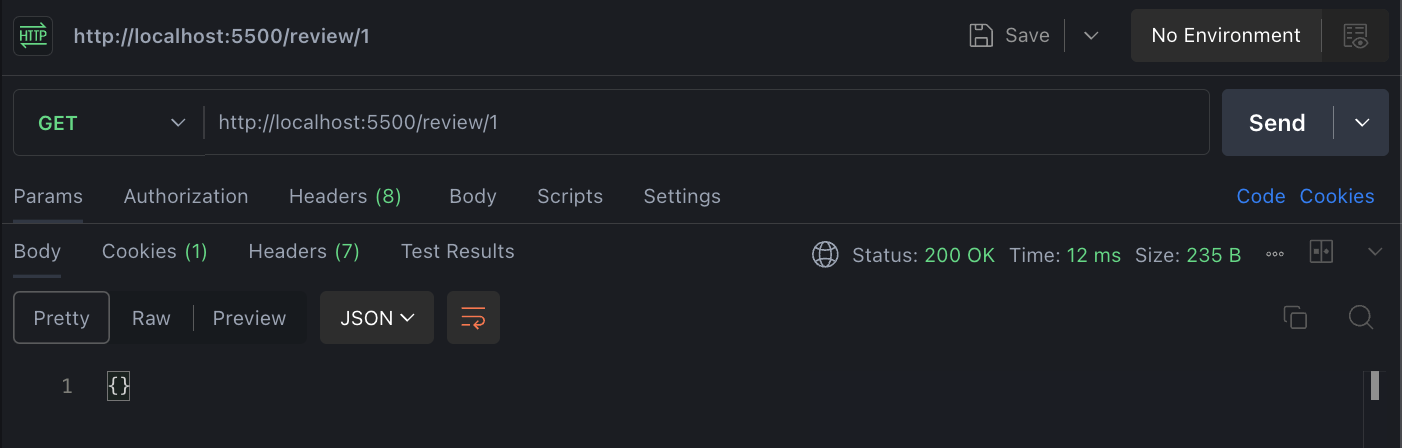 HTTP http://localhost:5500/review/1 Save No Environment
GET http://localhost:5500/review/1 Send
Params Authorization Headers (8) Body Scripts Settings Code Cookies
Body Cookies (1) Headers (7) Test Results Status: 200 OK Time: 12 ms Size: 235 B
Pretty Raw Preview JSON
1 {}